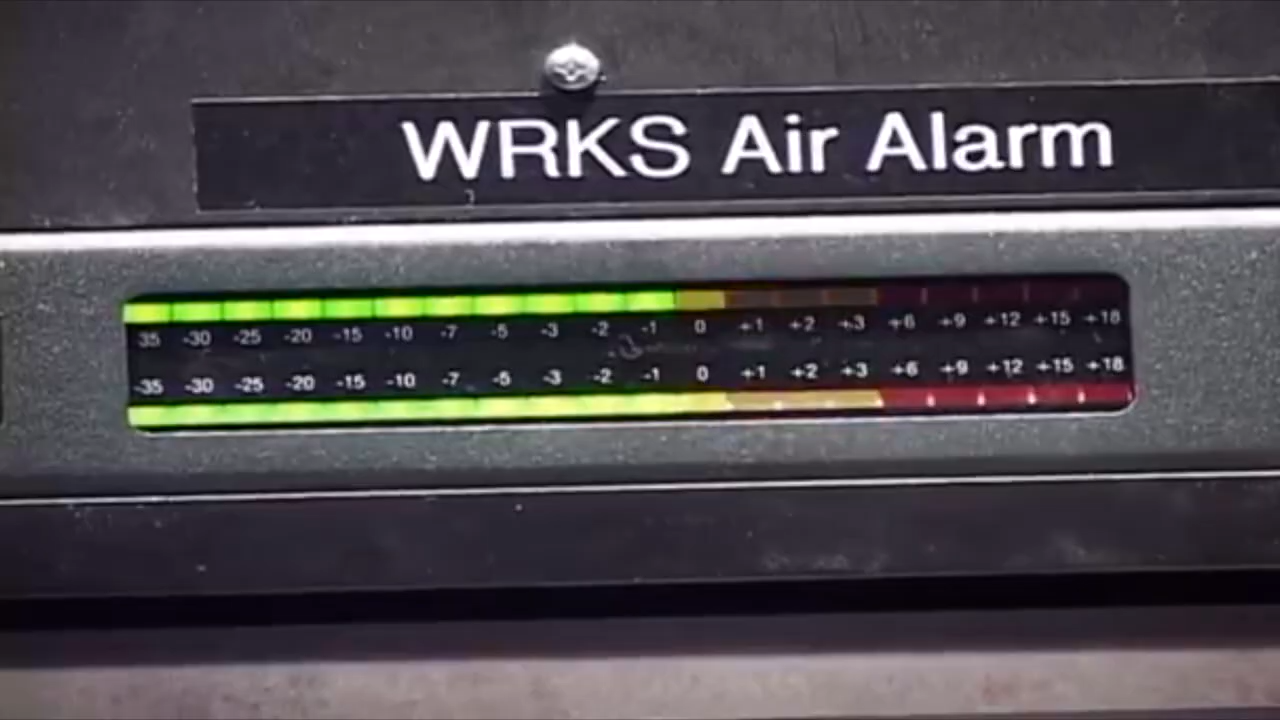 WRKS Air Alarm
35 -30 -25 -20 -15 -10 -7 -5 -3 -2 -1 0 +1 +2 +3 +6 +9 +12 +15 +18
-35 -30 -25 -20 -15 -10 -7 -5 -3 -2 -1 0 +1 +2 +3 +6 +9 +12 +15 +18